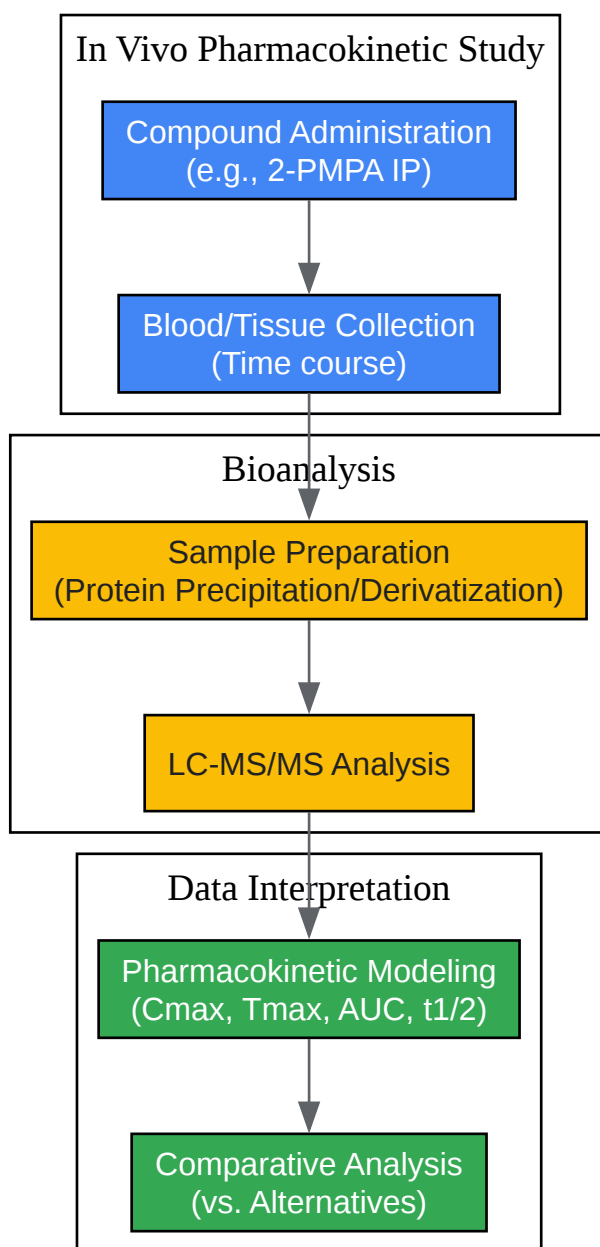 In Vivo Pharmacokinetic Study
Compound Administration
(e.g., 2-PMPA IP)
Blood/Tissue Collection
(Time course)
Bioanalysis
Sample Preparation
(Protein Precipitation/Derivatization)
LC-MS/MS Analysis
Data Interpretation
Pharmacokinetic Modeling
(Cmax, Tmax, AUC, t1/2)
Comparative Analysis
(vs. Alternatives)